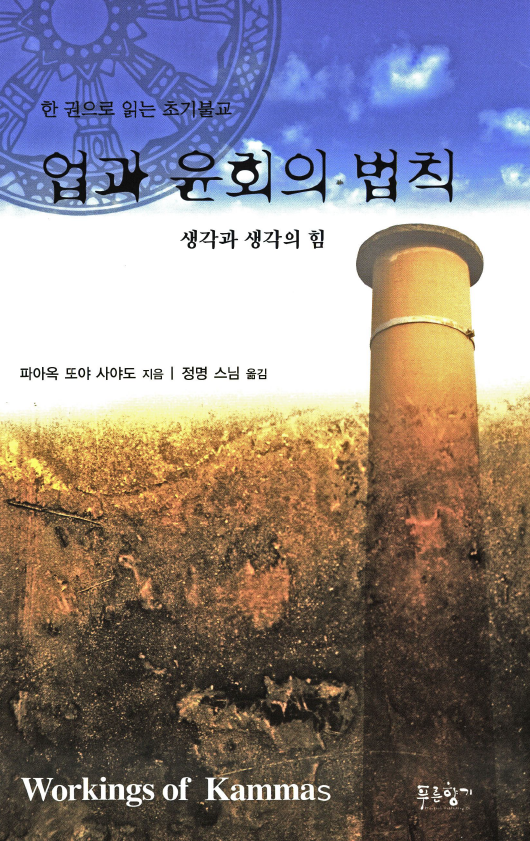 한 권으로 읽는 초기불교
업과 윤회의 법칙
생각과 생각의 힘
파아옥 또야 사야도 지음 | 정명 스님 옮김
Workings of Kammas
푸른향기